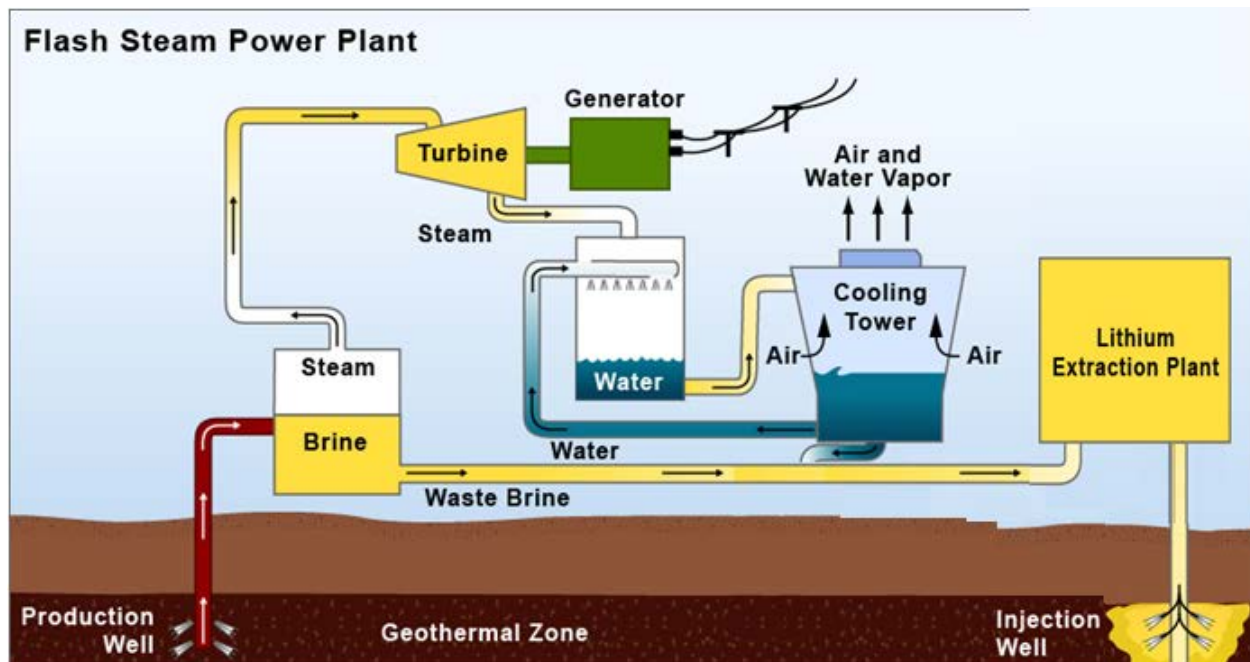 Flash Steam Power Plant
Generator
Turbine
Air and
Water Vapor
Steam
Cooling
Tower
Lithium
Extraction Plant
Air
Air
Steam
Water
Brine
Water
Waste Brine
Production
Well
Geothermal Zone
Injection
Well